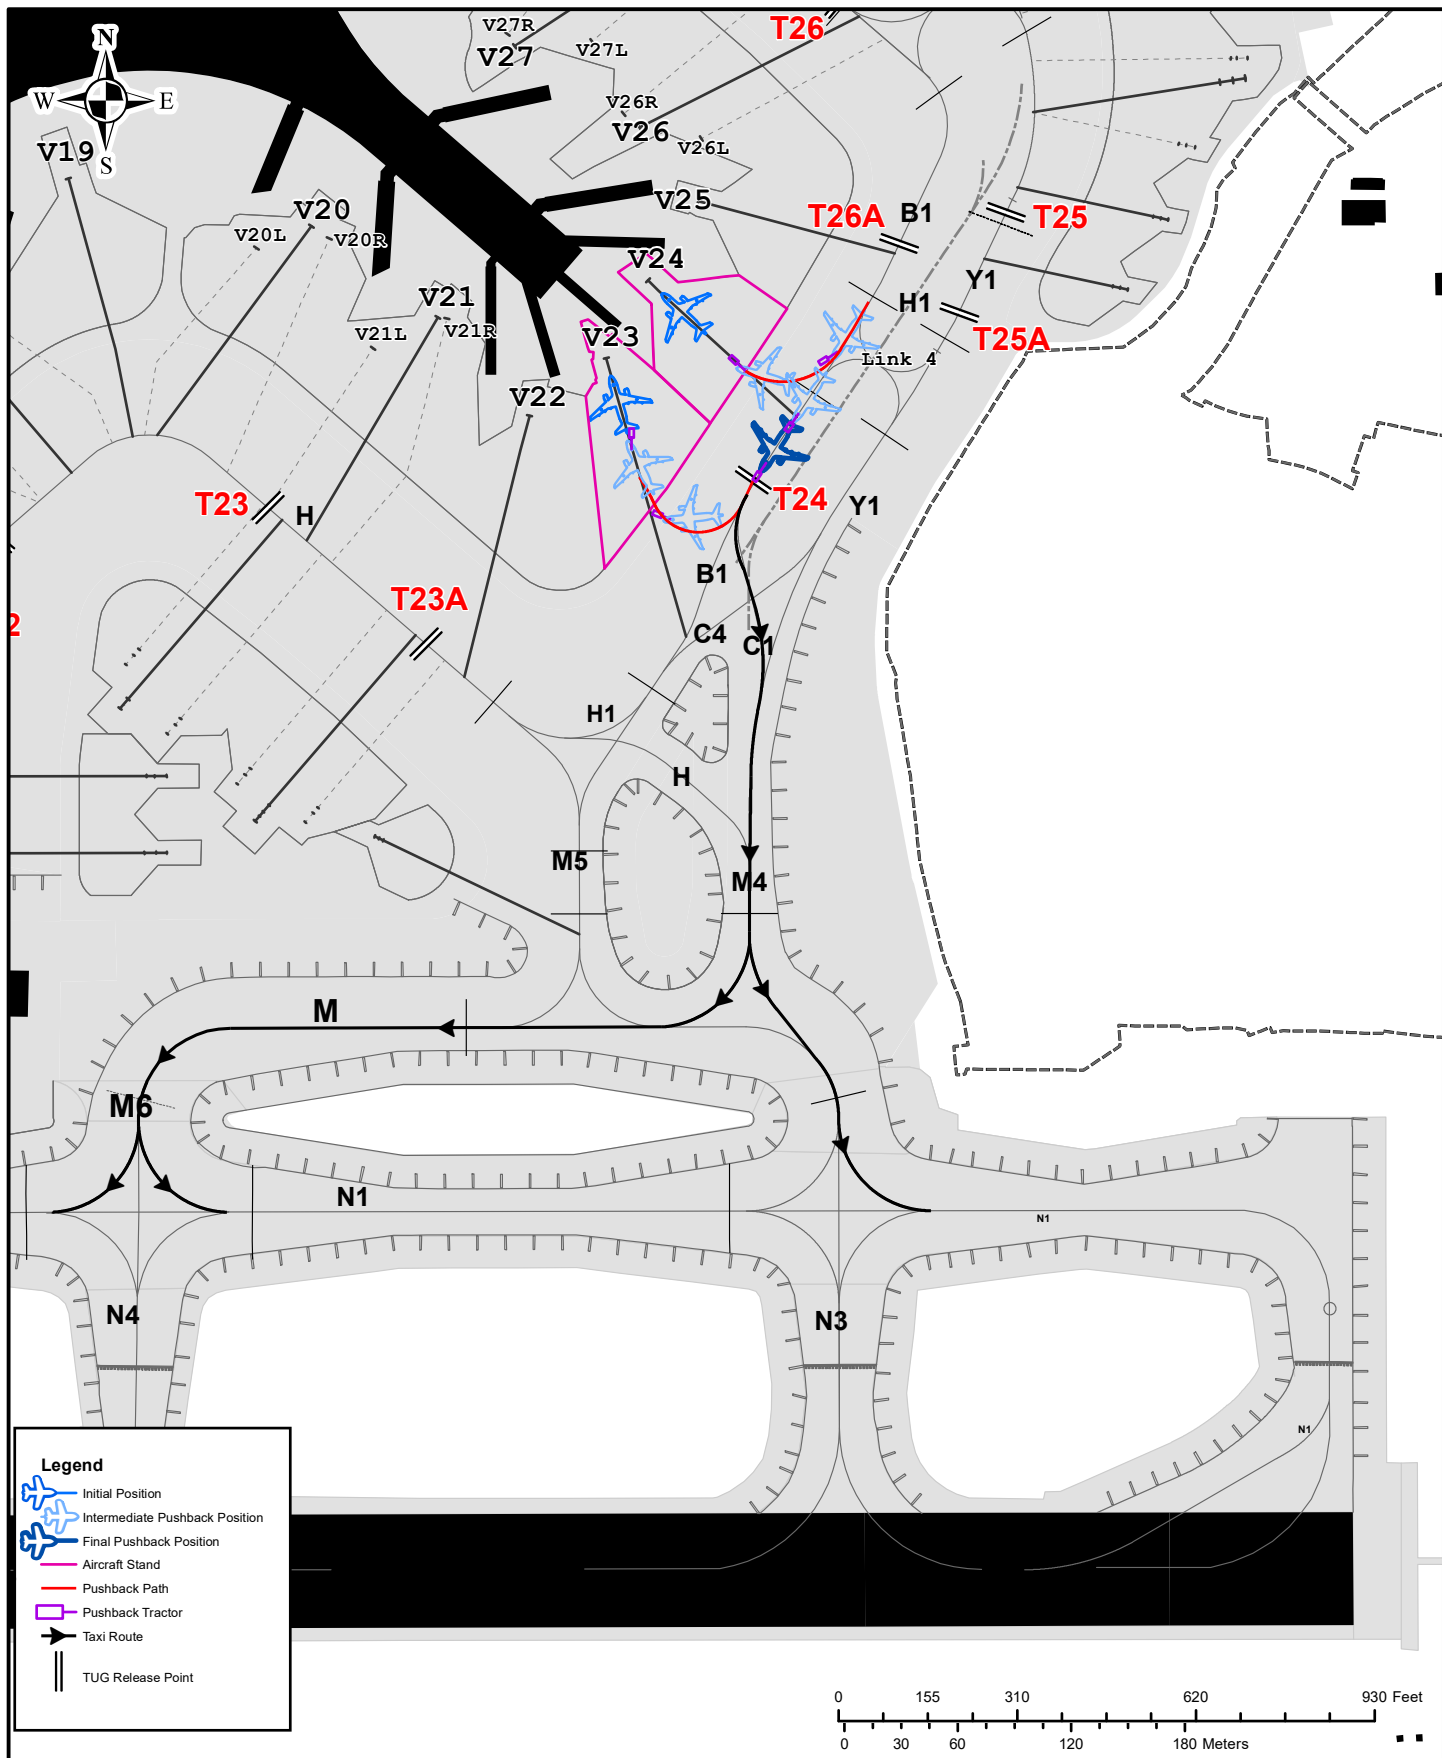 V27R
T26
V27
V27L
N
W
E
S
V26R
V26
V26L
V19
V25
V20
V20L
V20R
T26A
B1
T25
V24
Y1
V21
V21L
V21R
H1
T25A
V23
Link 4
V22
T23
H
T24
Y1
B1
T23A
2
C4
C1
H1
H
M5
M4
M
M6
N1
N1
N4
N3
N1
Legend
Initial Position
Intermediate Pushback Position
Final Pushback Position
Aircraft Stand
Pushback Path
Pushback Tractor
Taxi Route
TUG Release Point
0 155 310 620 930 Feet
0 30 60 120 180 Meters